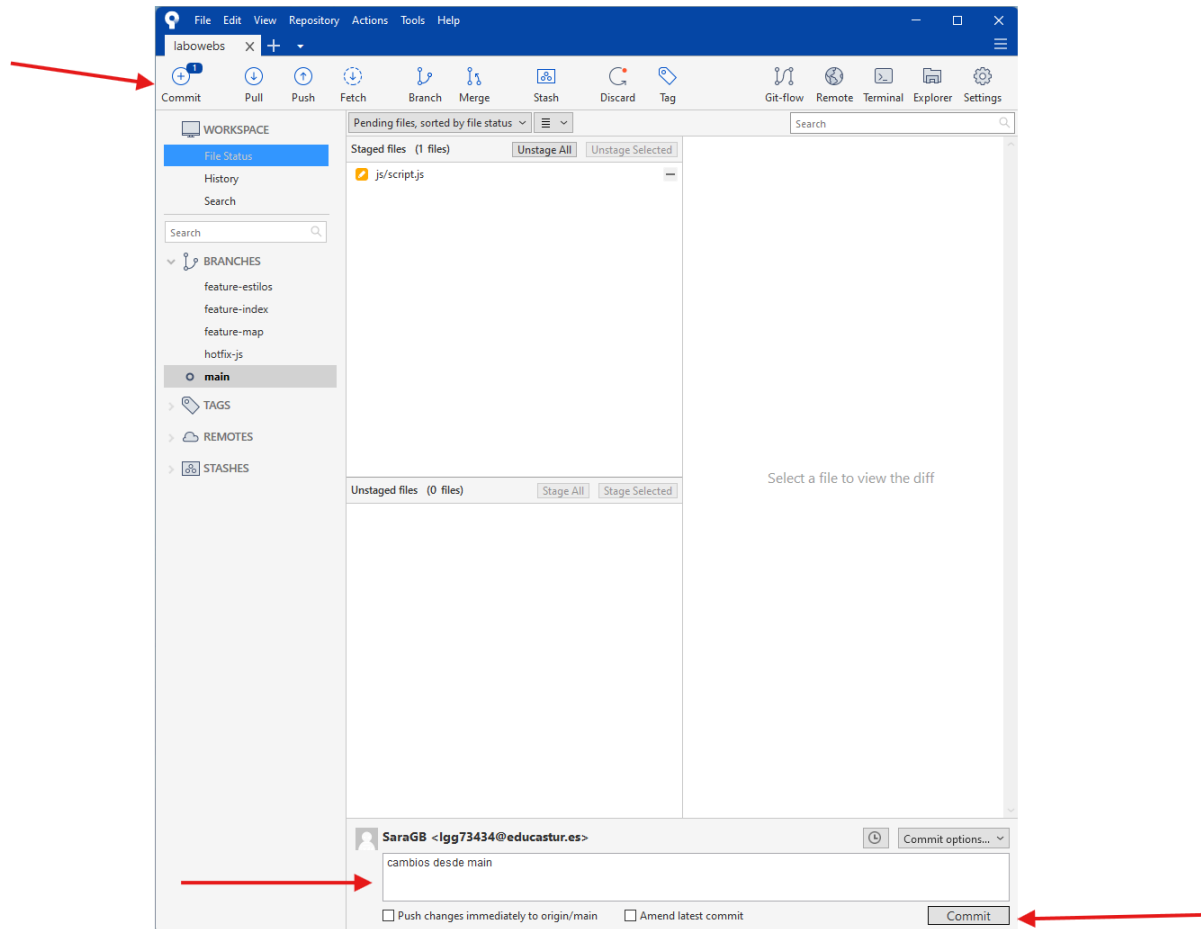 File Edit View Repository Actions Tools Help
labowebs
1
Commit Pull Push Fetch Branch Merge Stash Discard Tag Git-flow Remote Terminal Explorer Settings
WORKSPACE
File Status
History
Search
Search
BRANCHES
feature-estilos
feature-index
feature-map
hotfix-js
main
TAGS
REMOTES
STASHES
Pending files, sorted by file status
Search
Staged files (1 files) Unstage All Unstage Selected
js/script.js
Unstaged files (0 files) Stage All Stage Selected
Select a file to view the diff
SaraGB <lgg73434@educastur.es> Commit options...
cambios desde main
Push changes immediately to origin/main Amend latest commit Commit